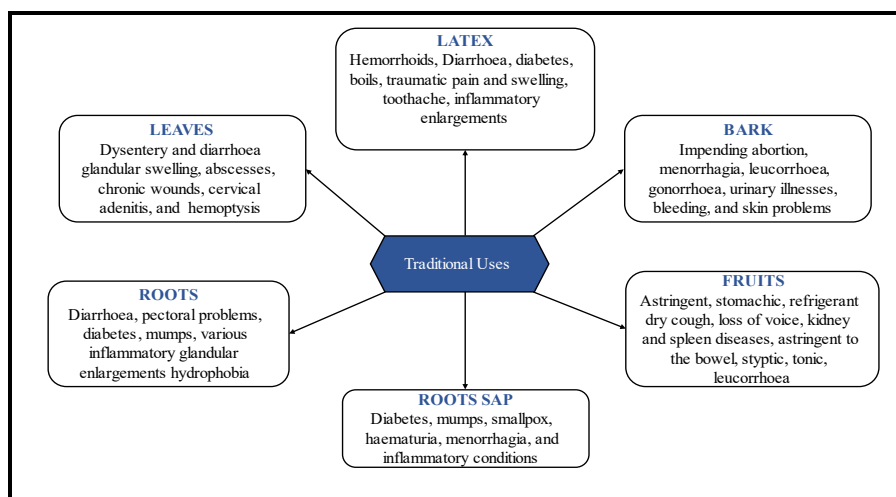 LATEX
Hemorrhoids, Diarrhoea, diabetes,
boils, traumatic pain and swelling,
toothache, inflammatory
enlargements
LEAVES
Dysentery and diarrhoea
glandular swelling, abscesses,
chronic wounds, cervical
adenitis, and hemoptysis
BARK
Impending abortion,
menorrhagia, leucorrhoea,
gonorrhoea, urinary illnesses,
bleeding, and skin problems
Traditional Uses
ROOTS
Diarrhoea, pectoral problems,
diabetes, mumps, various
inflammatory glandular
enlargements hydrophobia
FRUITS
Astringent, stomachic, refrigerant
dry cough, loss of voice, kidney
and spleen diseases, astringent to
the bowel, styptic, tonic,
leucorrhoea
ROOTS SAP
Diabetes, mumps, smallpox,
haematuria, menorrhagia, and
inflammatory conditions